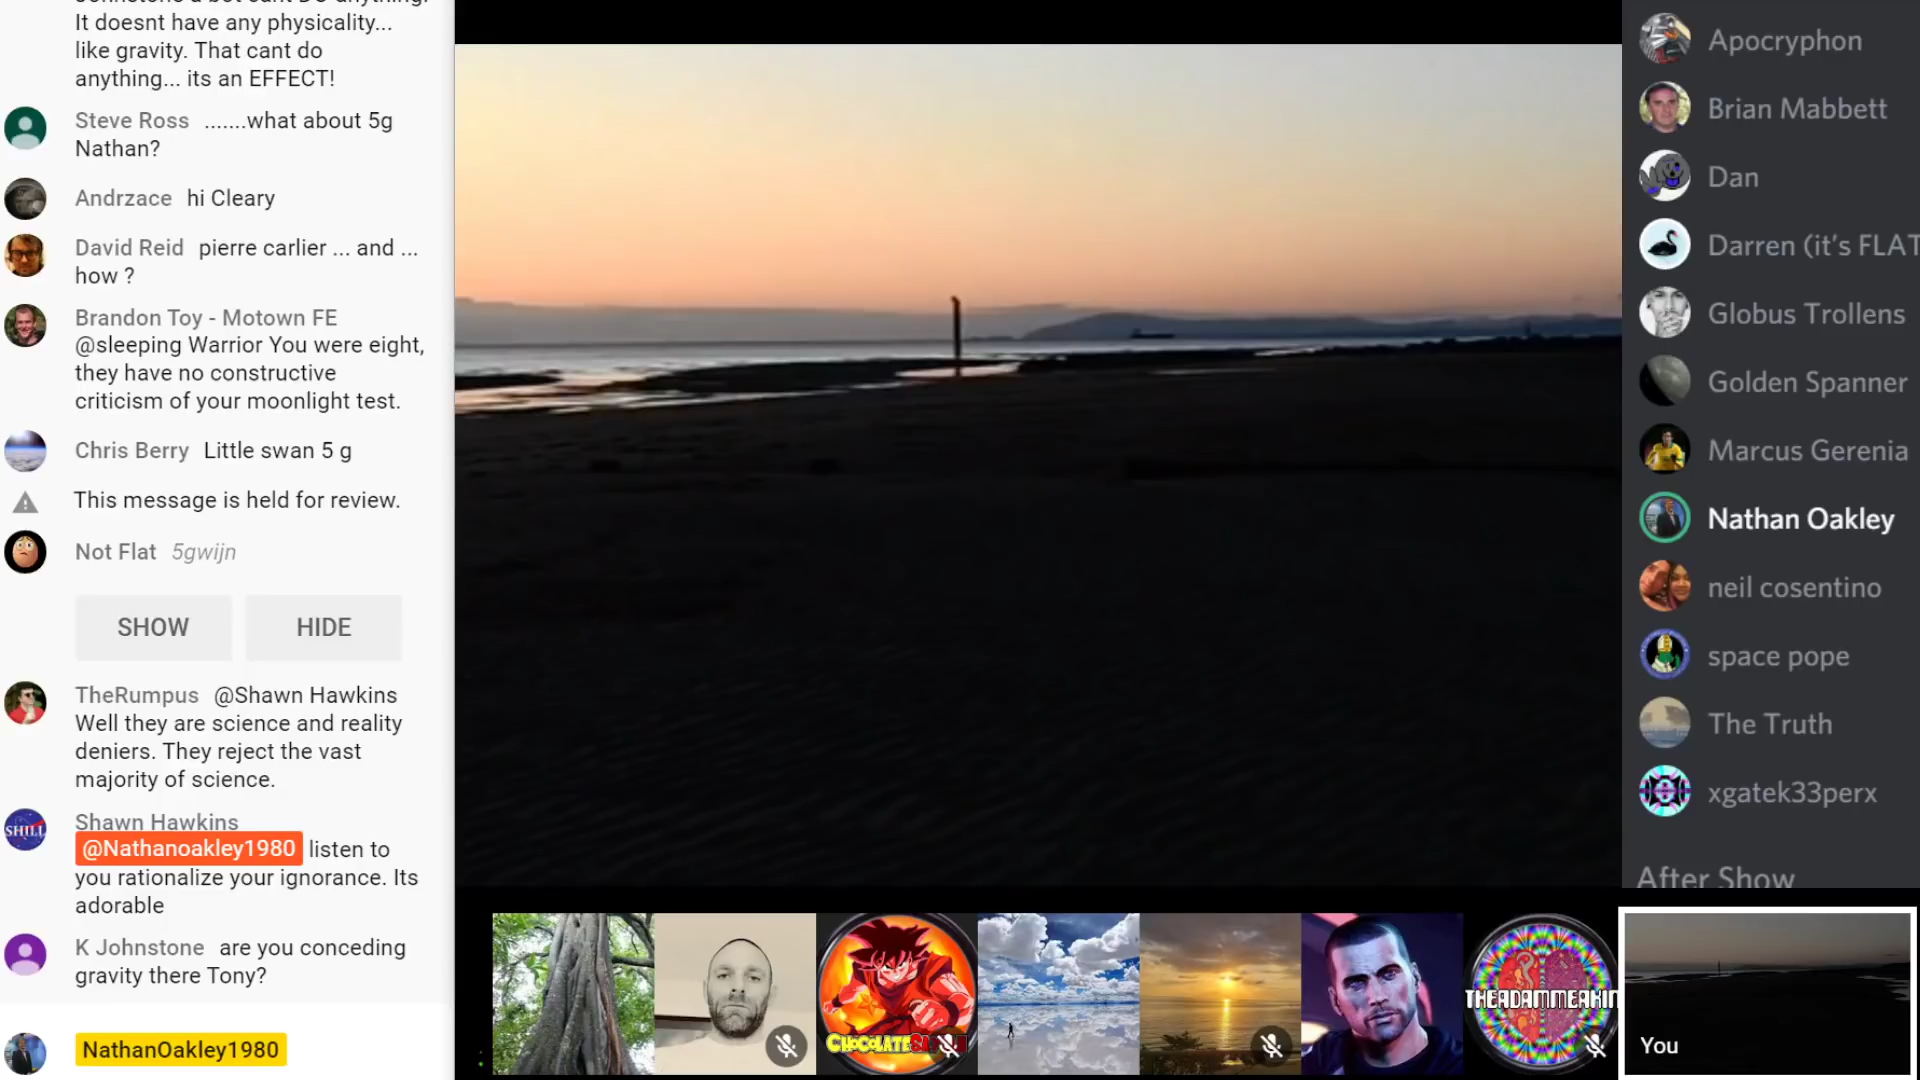 It doesnt have any physicality...
like gravity. That cant do
anything... its an EFFECT!
Steve Ross .......what about 5g
Nathan?
Andrzace hi Cleary
David Reid pierre carlier ... and ...
how ?
Brandon Toy - Motown FE
@sleeping Warrior You were eight,
they have no constructive
criticism of your moonlight test.
Chris Berry Little swan 5 g
This message is held for review.
Not Flat 5gwijn
SHOW HIDE
TheRumpus @Shawn Hawkins
Well they are science and reality
deniers. They reject the vast
majority of science.
SHILL
Shawn Hawkins
@Nathanoakley1980 listen to
you rationalize your ignorance. Its
adorable
K Johnstone are you conceding
gravity there Tony?
NathanOakley1980
Apocryphon
Brian Mabbett
Dan
Darren (it's FLAT
Globus Trollens
Golden Spanner
Marcus Gerenia
Nathan Oakley
neil cosentino
space pope
The Truth
xgatek33perx
After Show
THEADAMMEAKIN
You